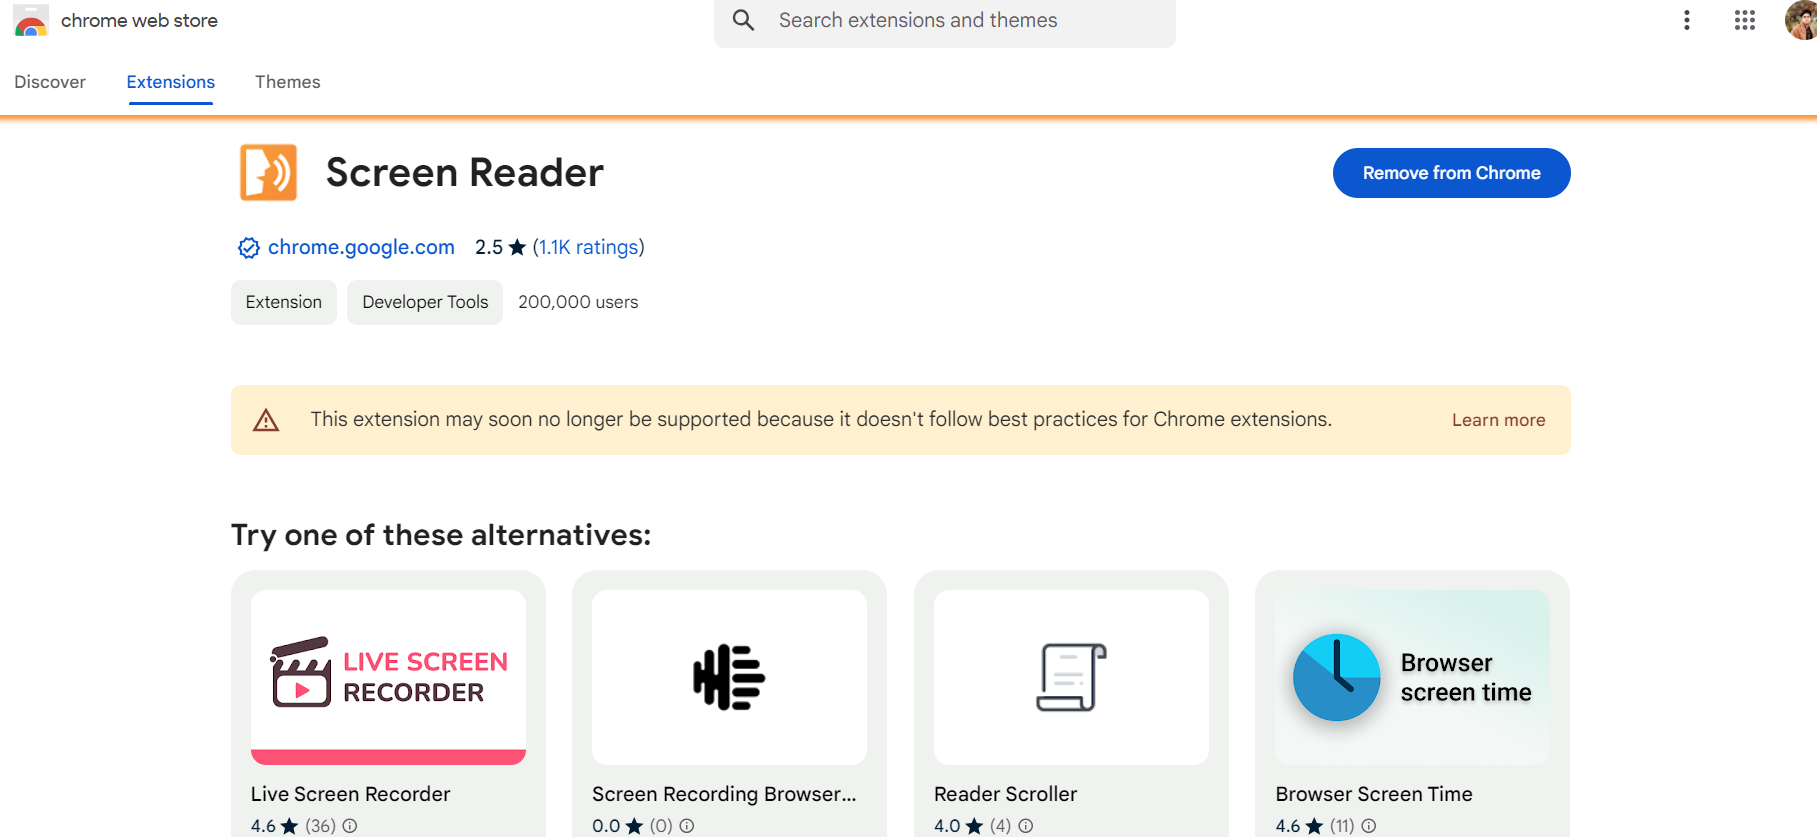 chrome web store
Search extensions and themes
Discover Extensions Themes
Screen Reader
Remove from Chrome
chrome.google.com 2.5 ★ (1.1K ratings)
Extension Developer Tools 200,000 users
This extension may soon no longer be supported because it doesn't follow best practices for Chrome extensions. Learn more
Try one of these alternatives:
LIVE SCREEN
RECORDER
Browser
screen time
Live Screen Recorder
4.6 ★ (36)
Screen Recording Browser...
0.0 ★ (0)
Reader Scroller
4.0 ★ (4)
Browser Screen Time
4.6 ★ (11)